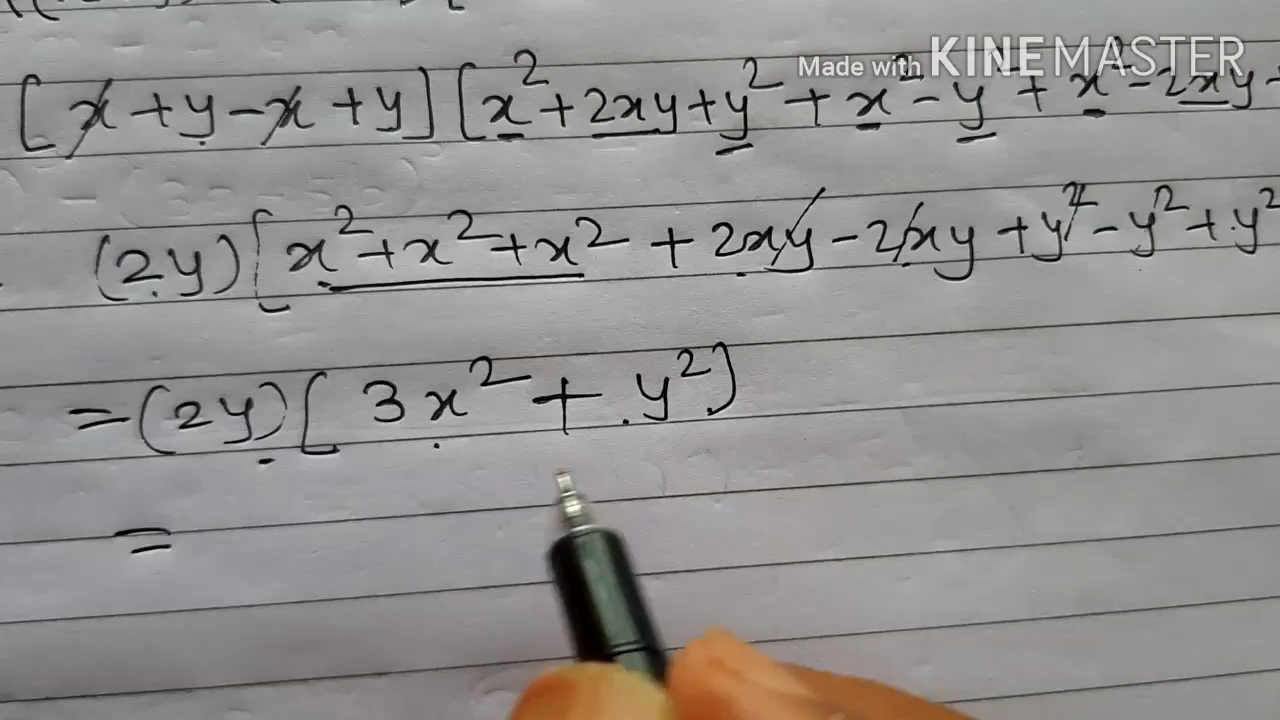 Made with KINEMASTER
[x + y - x + y] [x² + 2xy + y² + x² - y² + x² - 2xy -
(2y) [x² + x² + x² + 2xy - 2xy + y² - y² + y²
= (2y) [3x² + y²]
=